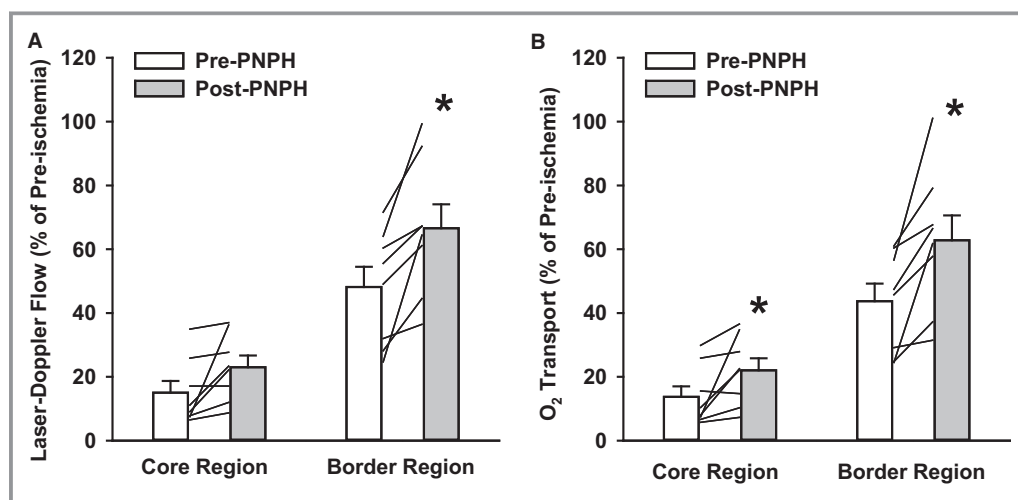 A
Laser-Doppler Flow (% of Pre-ischemia)
120
100
80
60
40
20
0
Pre-PNPH
Post-PNPH
*
Core Region
Border Region
B
O₂ Transport (% of Pre-ischemia)
120
100
80
60
40
20
0
Pre-PNPH
Post-PNPH
*
*
Core Region
Border Region